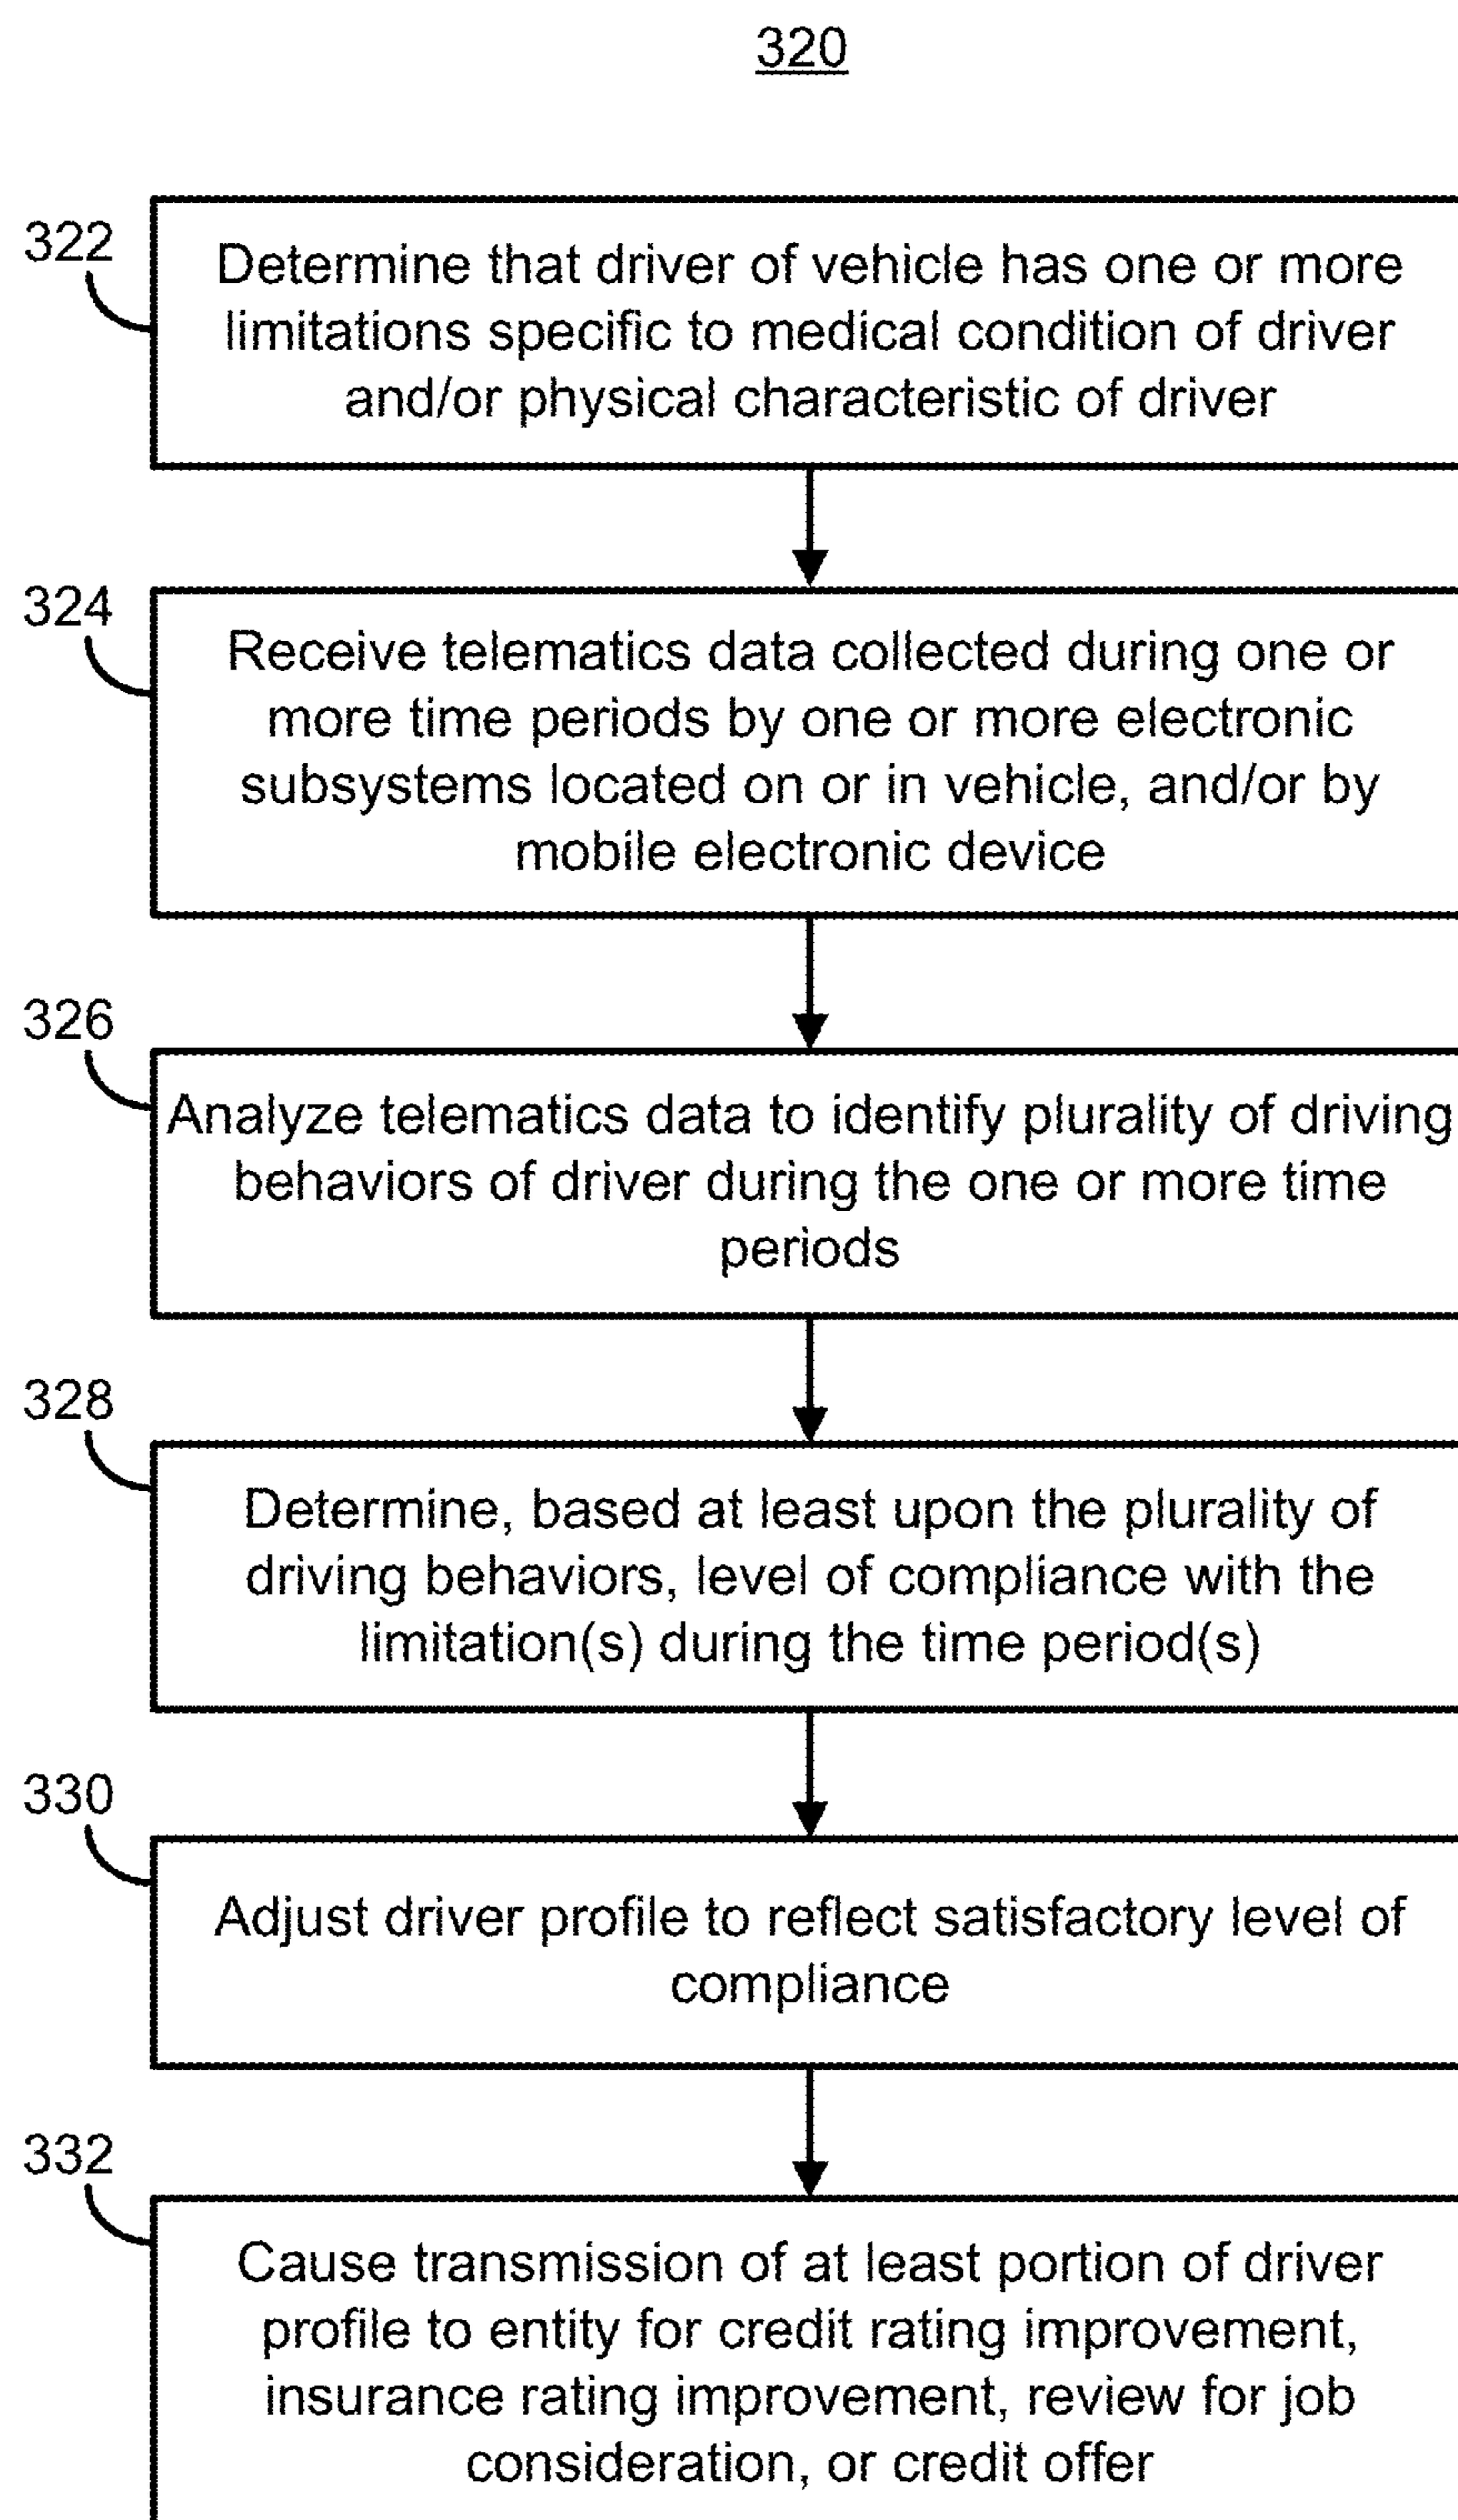 320
322
Determine that driver of vehicle has one or more
limitations specific to medical condition of driver
and/or physical characteristic of driver
324
Receive telematics data collected during one or
more time periods by one or more electronic
subsystems located on or in vehicle, and/or by
mobile electronic device
326
Analyze telematics data to identify plurality of driving
behaviors of driver during the one or more time
periods
328
Determine, based at least upon the plurality of
driving behaviors, level of compliance with the
limitation(s) during the time period(s)
330
Adjust driver profile to reflect satisfactory level of
compliance
332
Cause transmission of at least portion of driver
profile to entity for credit rating improvement,
insurance rating improvement, review for job
consideration, or credit offer